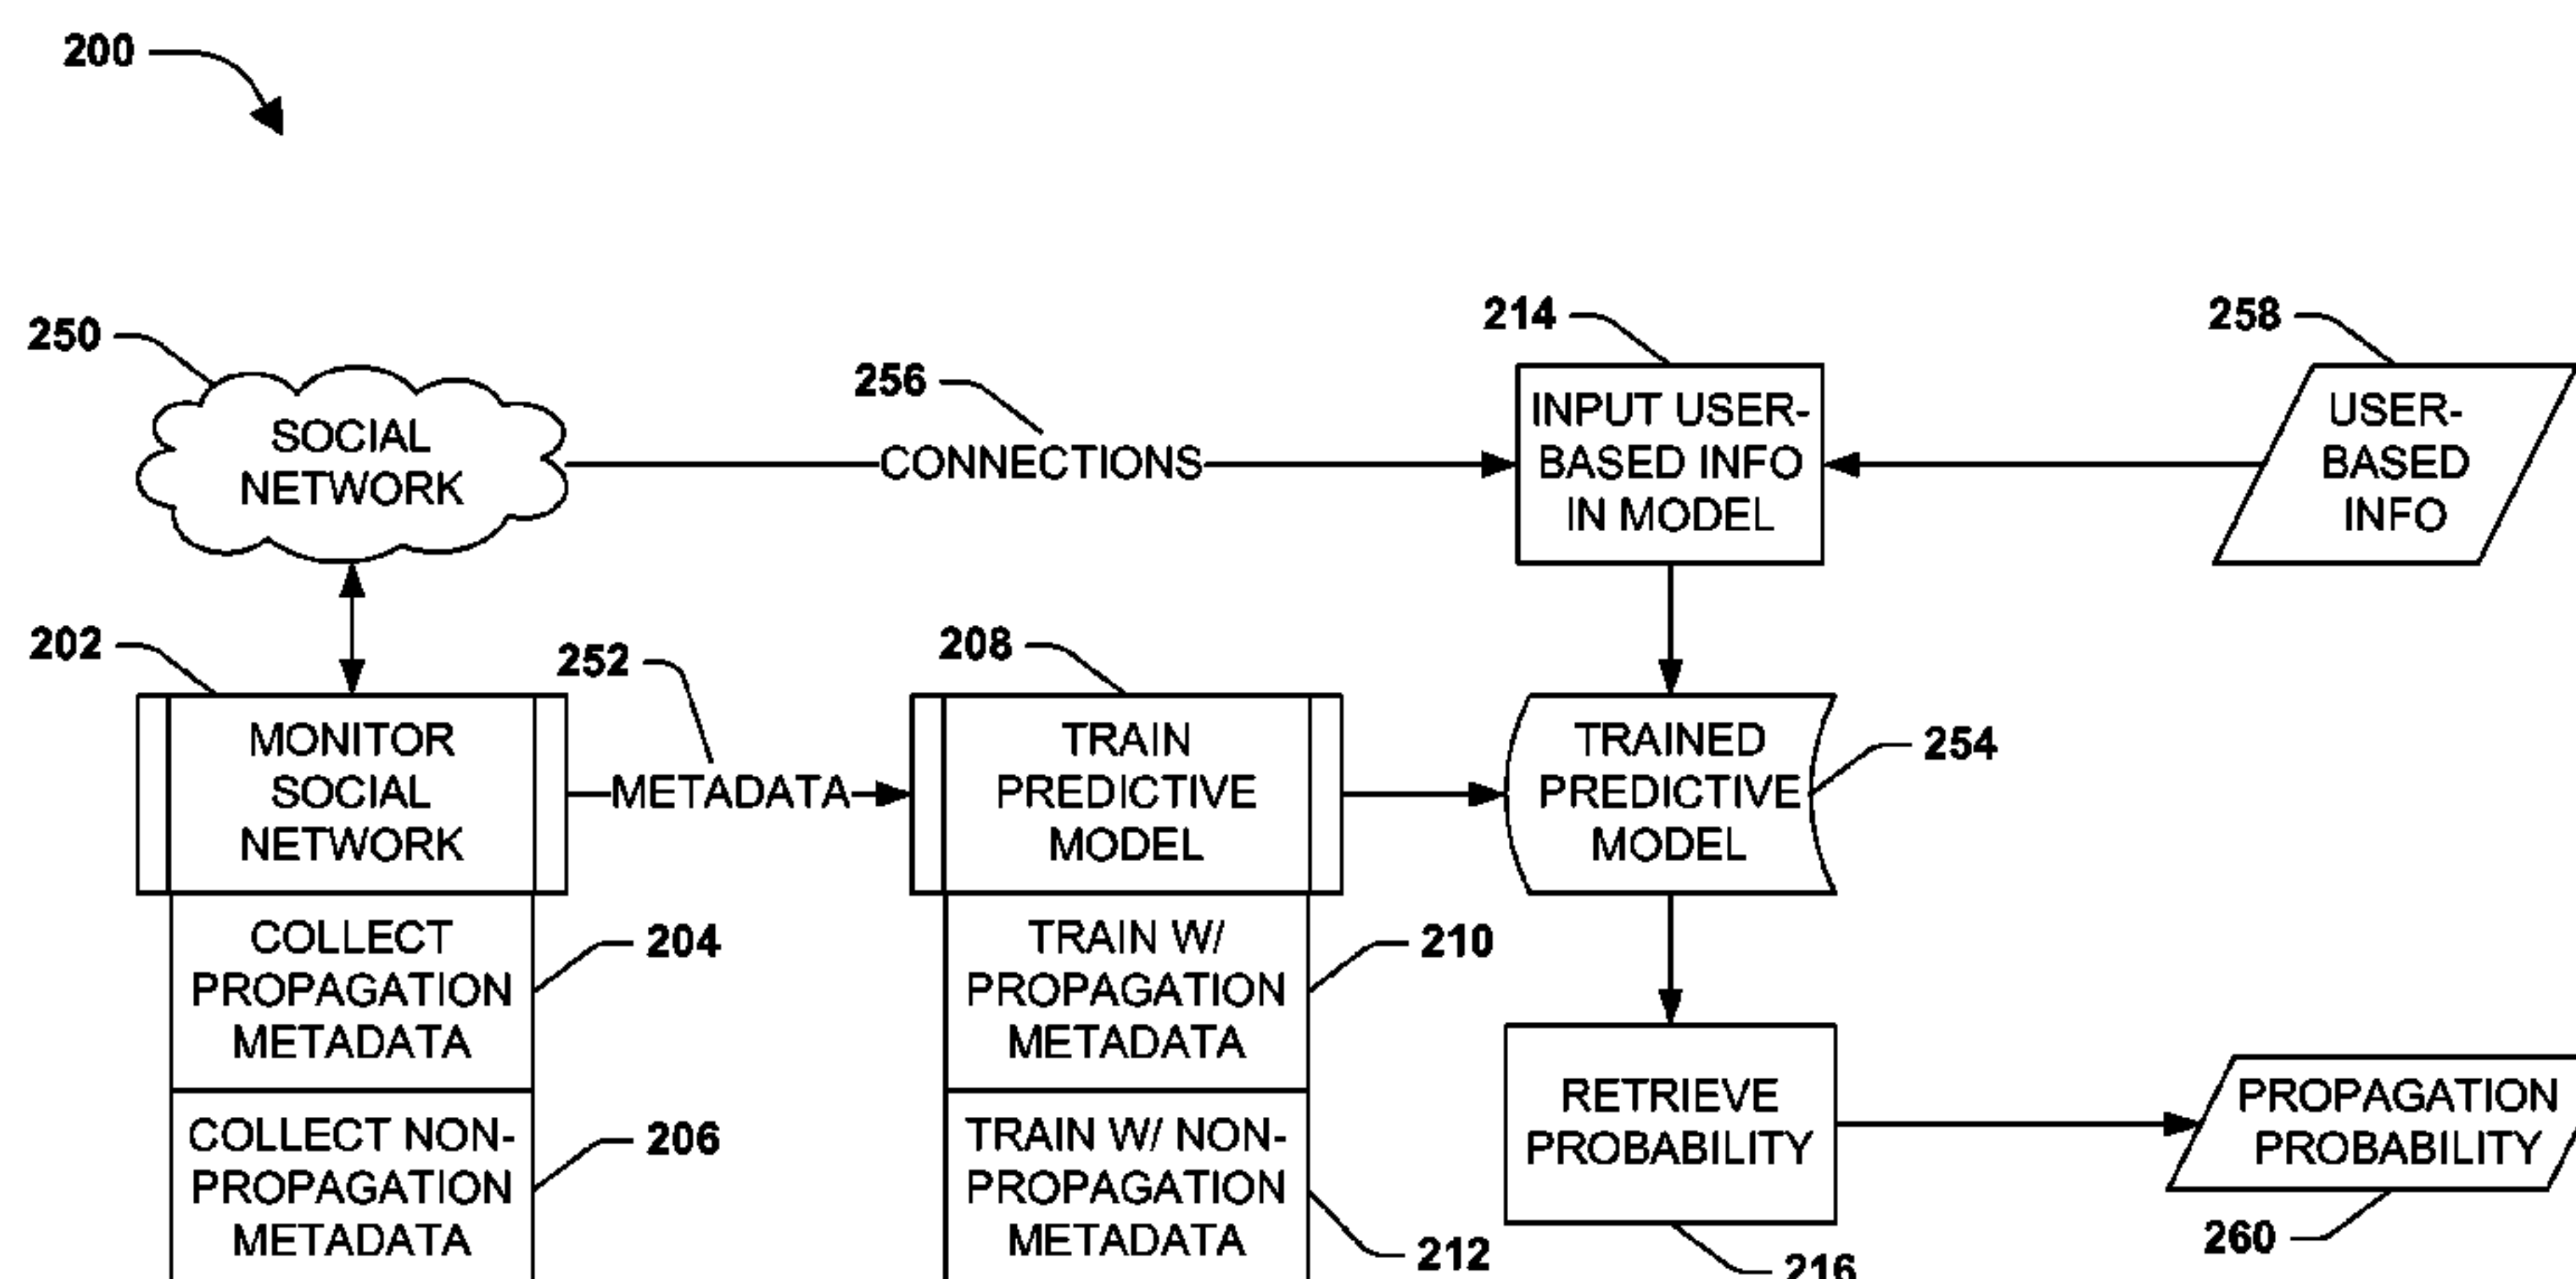 200
250
SOCIAL
NETWORK
256
CONNECTIONS
214
INPUT USER-
BASED INFO
IN MODEL
258
USER-
BASED
INFO
202
MONITOR
SOCIAL
NETWORK
252
METADATA
208
TRAIN
PREDICTIVE
MODEL
TRAINED
PREDICTIVE
MODEL
254
COLLECT
PROPAGATION
METADATA
204
TRAIN W/
PROPAGATION
METADATA
210
COLLECT NON-
PROPAGATION
METADATA
206
TRAIN W/ NON-
PROPAGATION
METADATA
212
RETRIEVE
PROBABILITY
216
PROPAGATION
PROBABILITY
260